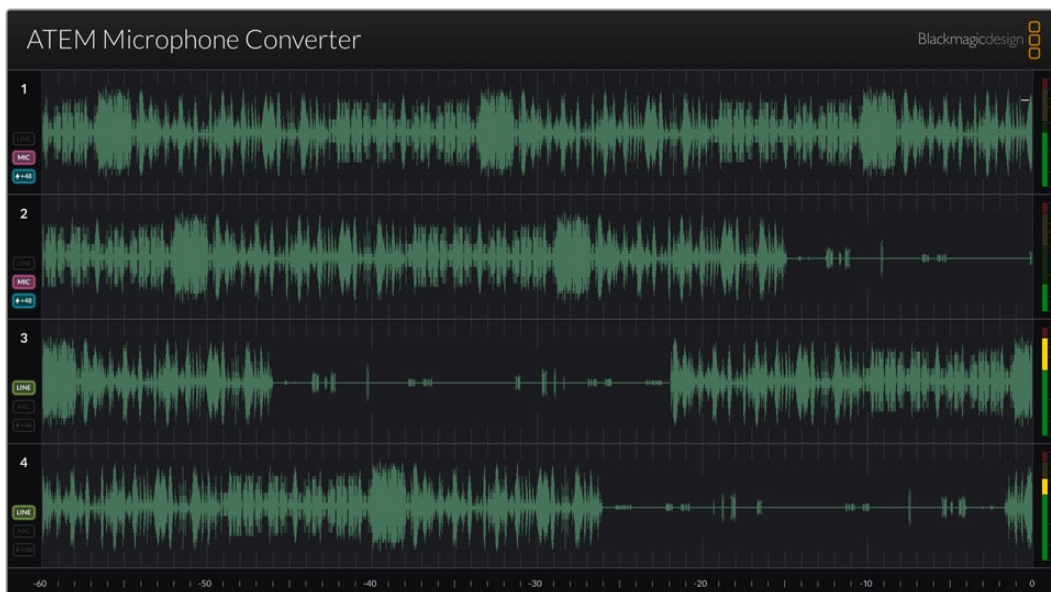 ATEM Microphone Converter
Blackmagicdesign
1
LINE
MIC
+48
2
LINE
MIC
+48
3
LINE
MIC
+48
4
LINE
MIC
+48
-60 -50 -40 -30 -20 -10 0